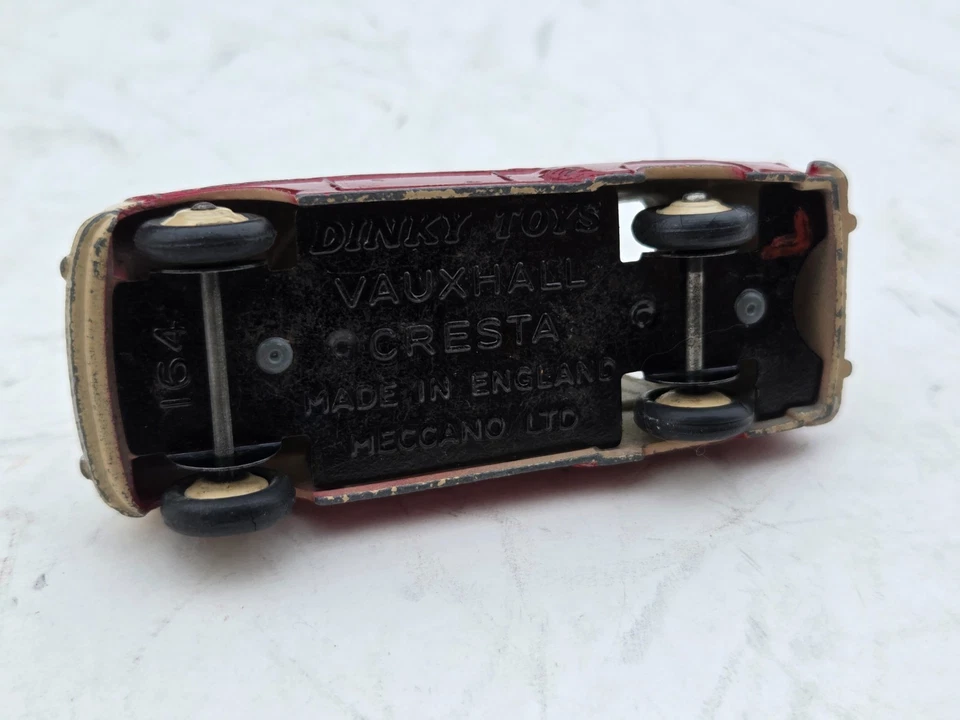 DINKY TOYS
VAUXHALL
CRESTA
MADE IN ENGLAND
MECCANO LTD
164